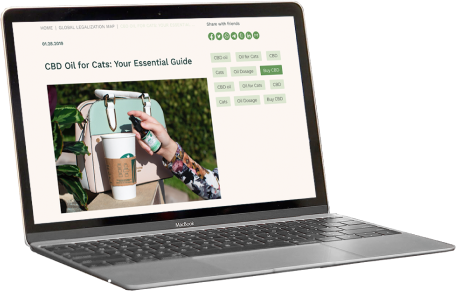 HOME | GLOBAL LEGALIZATION MAP |
Share with friends
01.25.2019
CBD Oil for Cats: Your Essential Guide
CBD oil Oil for Cats CBD
Cats Oil Dosage Buy CBD
CBD oil Oil for Cats CBD
Cats Oil Dosage Buy CBD
MacBook